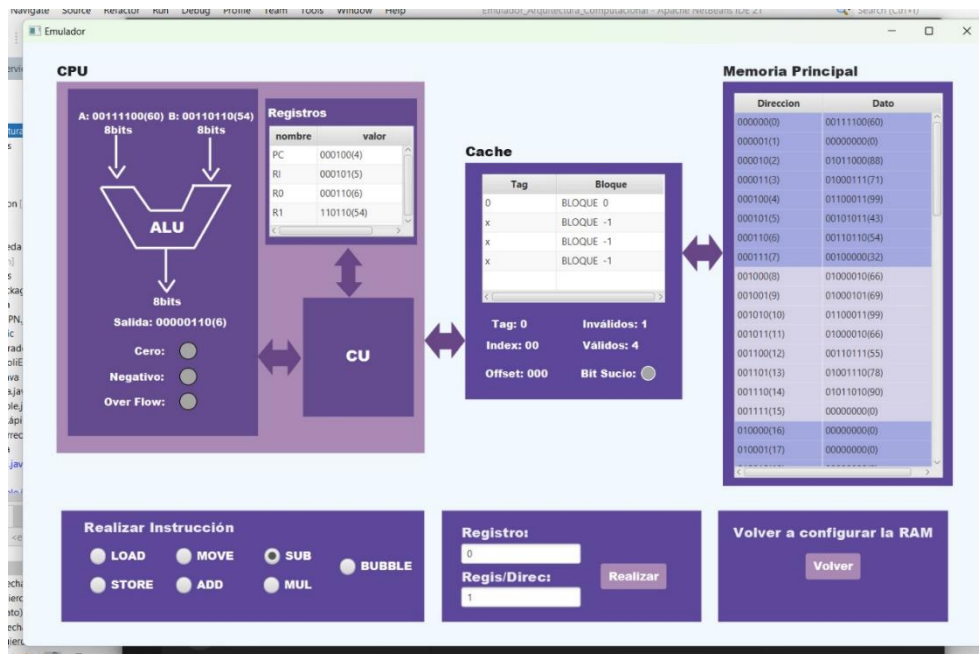 Navigate Source Refactor Run Debug Profile Team Tools Window Help
Emulador_Arquitectura_Computacional - Apache NetBeans IDE 21
Search (Ctrl+I)
Emulador
CPU
A: 00111100(60) B: 00110110(54)
8bits 8bits
ALU
8bits
Salida: 00000110(6)
Cero:
Negativo:
Over Flow:
Registros
nombre valor
PC 000100(4)
RI 000101(5)
R0 000110(6)
R1 110110(54)
CU
Cache
Tag Bloque
0 BLOQUE 0
x BLOQUE -1
x BLOQUE -1
x BLOQUE -1
Tag: 0 Inválidos: 1
Index: 00 Válidos: 4
Offset: 000 Bit Sucio:
Memoria Principal
Direccion Dato
000000(0) 00111100(60)
000001(1) 00000000(0)
000010(2) 01011000(88)
000011(3) 01000111(71)
000100(4) 01100011(99)
000101(5) 00101011(43)
000110(6) 00110110(54)
000111(7) 00100000(32)
001000(8) 01000010(66)
001001(9) 01000101(69)
001010(10) 01100011(99)
001011(11) 01000010(66)
001100(12) 00110111(55)
001101(13) 01001110(78)
001110(14) 01011010(90)
001111(15) 00000000(0)
010000(16) 00000000(0)
010001(17) 00000000(0)
Realizar Instrucción
LOAD MOVE SUB BUBBLE
STORE ADD MUL
Registro:
0
Regis/Direc:
1
Realizar
Volver a configurar la RAM
Volver